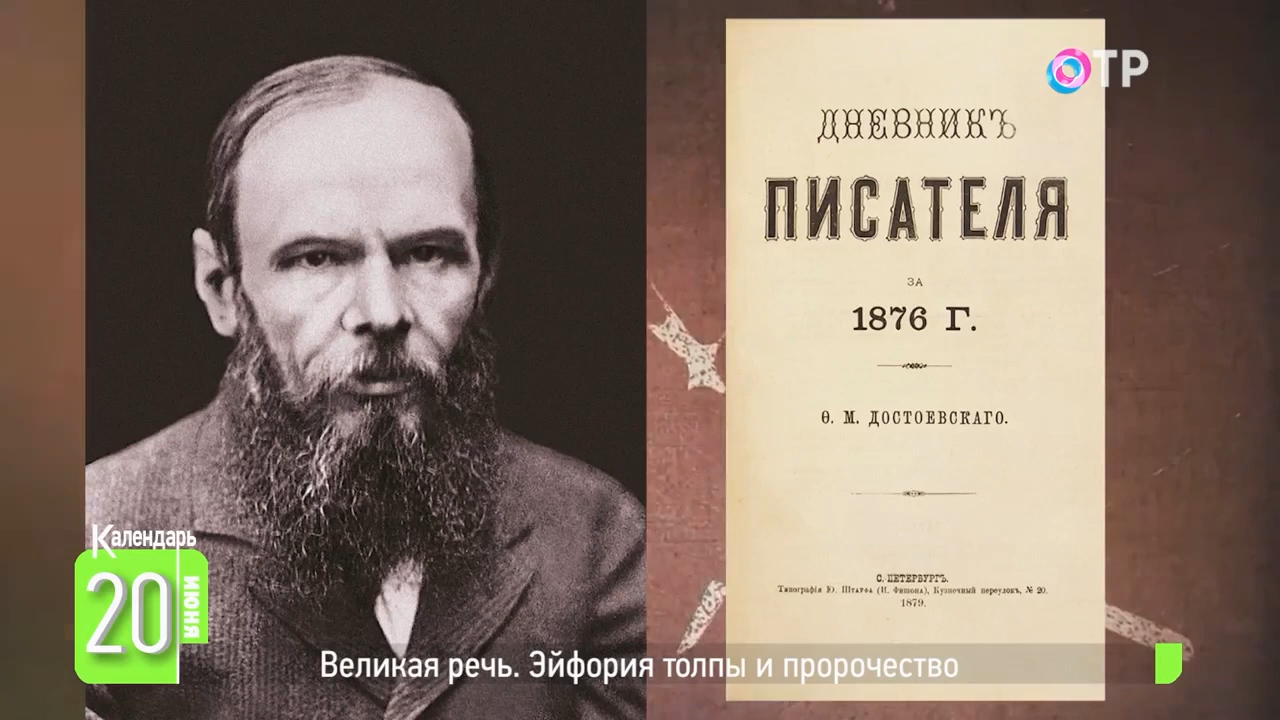 ОТР
ДНЕВНИКЪ
ПИСАТЕЛЯ
ЗА
1876 Г.
Ѳ. М. ДОСТОЕВСКАГО.
С. ПЕТЕРБУРГЪ.
Типографія Ю. Штауфа (И. Фишона), Кузнечный переулокъ, № 20.
1879.
Календарь
20
июня
Великая речь. Эйфория толпы и пророчество